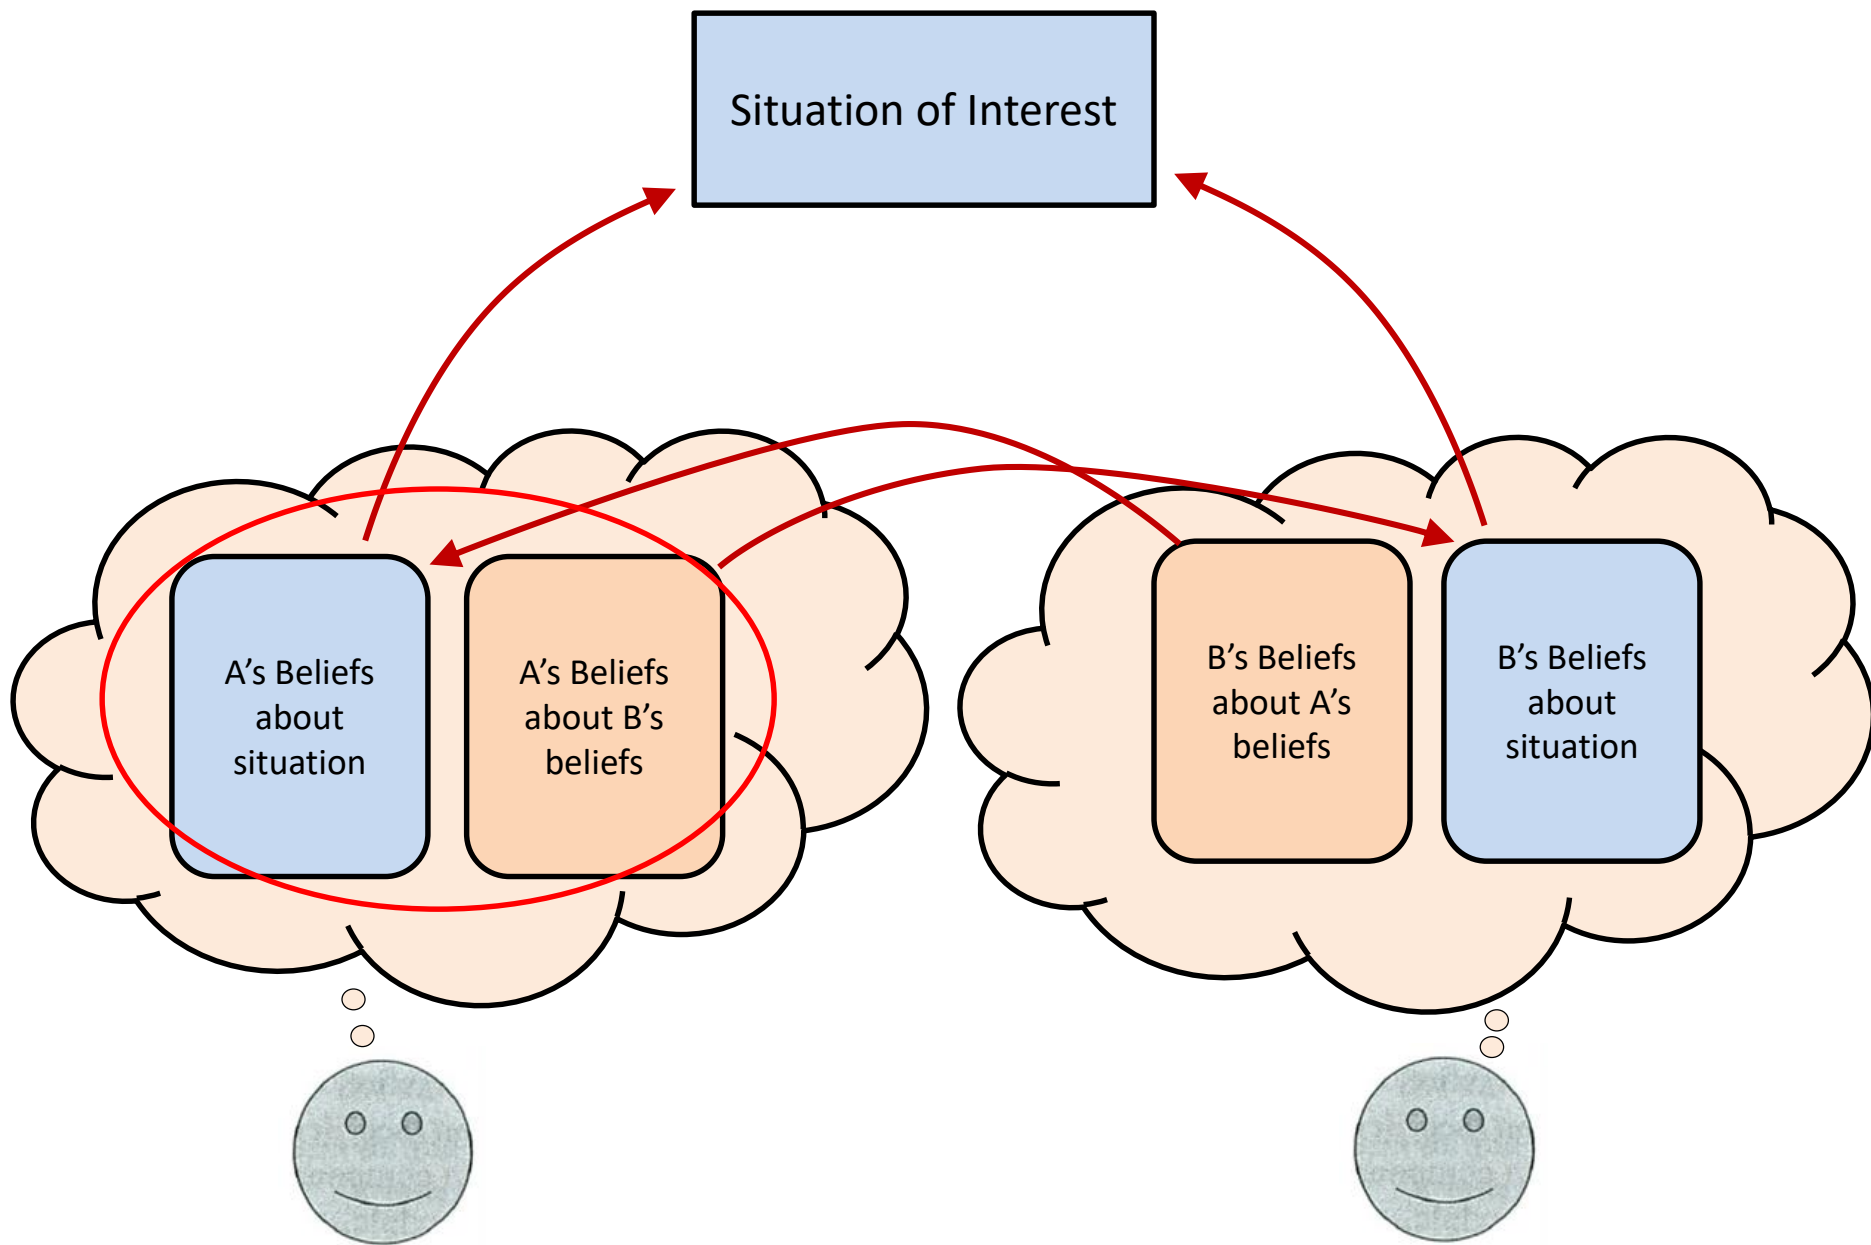 Situation of Interest
A’s Beliefs
about
situation
A’s Beliefs
about B’s
beliefs
B’s Beliefs
about A’s
beliefs
B’s Beliefs
about
situation